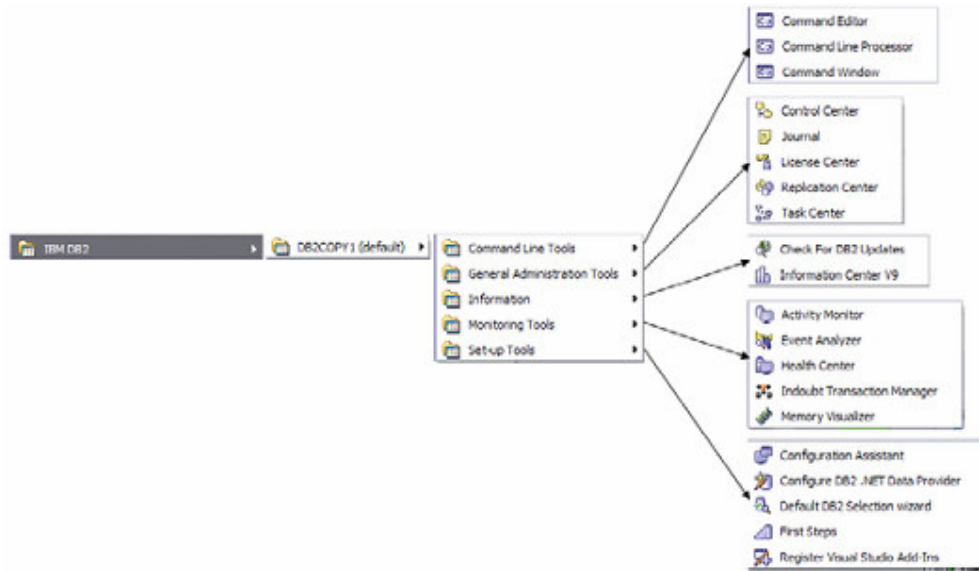 IBM DB2
DB2COPY1 (default)
Command Line Tools
General Administration Tools
Information
Monitoring Tools
Set-up Tools
Command Editor
Command Line Processor
Command Window
Control Center
Journal
License Center
Replication Center
Task Center
Check For DB2 Updates
Information Center V9
Activity Monitor
Event Analyzer
Health Center
Indoubt Transaction Manager
Memory Visualizer
Configuration Assistant
Configure DB2 .NET Data Provider
Default DB2 Selection wizard
First Steps
Register Visual Studio Add-Ins